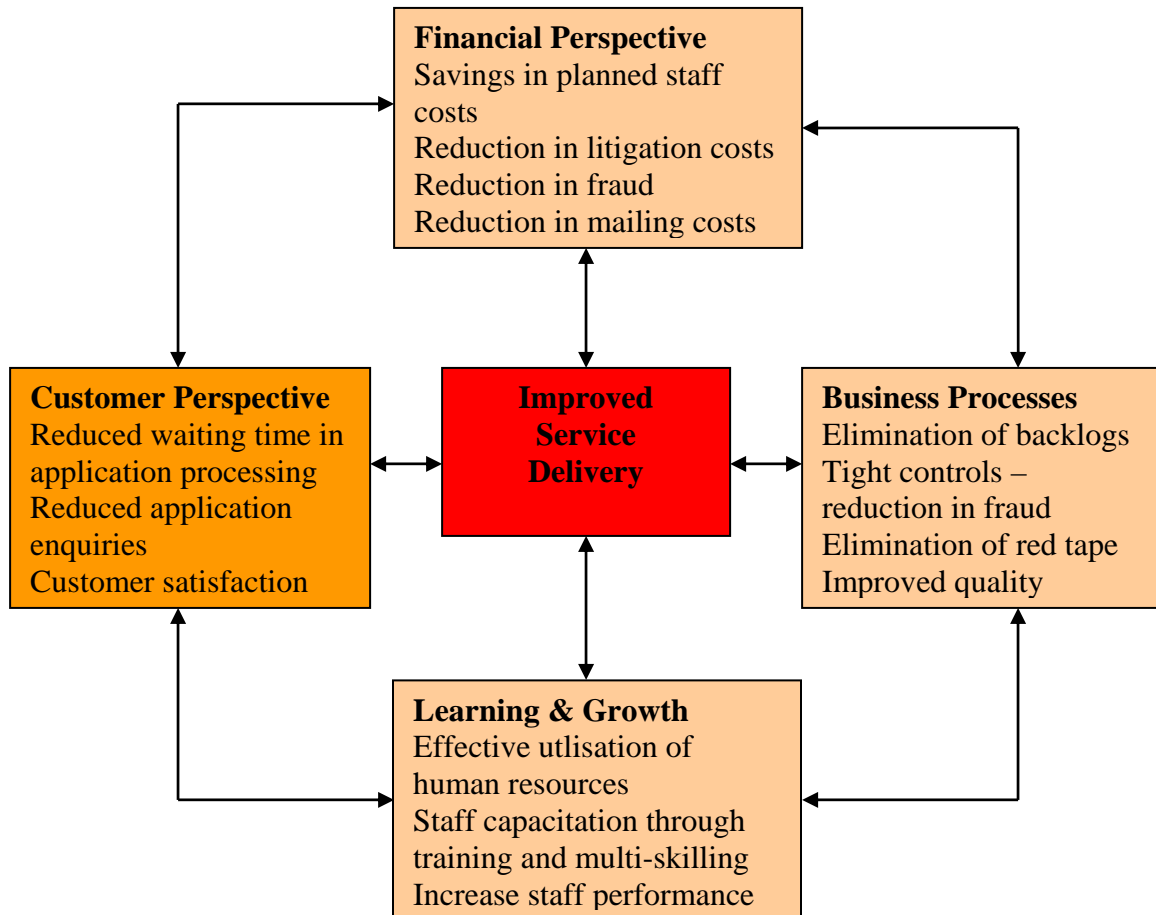 Financial Perspective
Savings in planned staff
costs
Reduction in litigation costs
Reduction in fraud
Reduction in mailing costs
Customer Perspective
Reduced waiting time in
application processing
Reduced application
enquiries
Customer satisfaction
Improved
Service
Delivery
Business Processes
Elimination of backlogs
Tight controls –
reduction in fraud
Elimination of red tape
Improved quality
Learning & Growth
Effective utlisation of
human resources
Staff capacitation through
training and multi-skilling
Increase staff performance